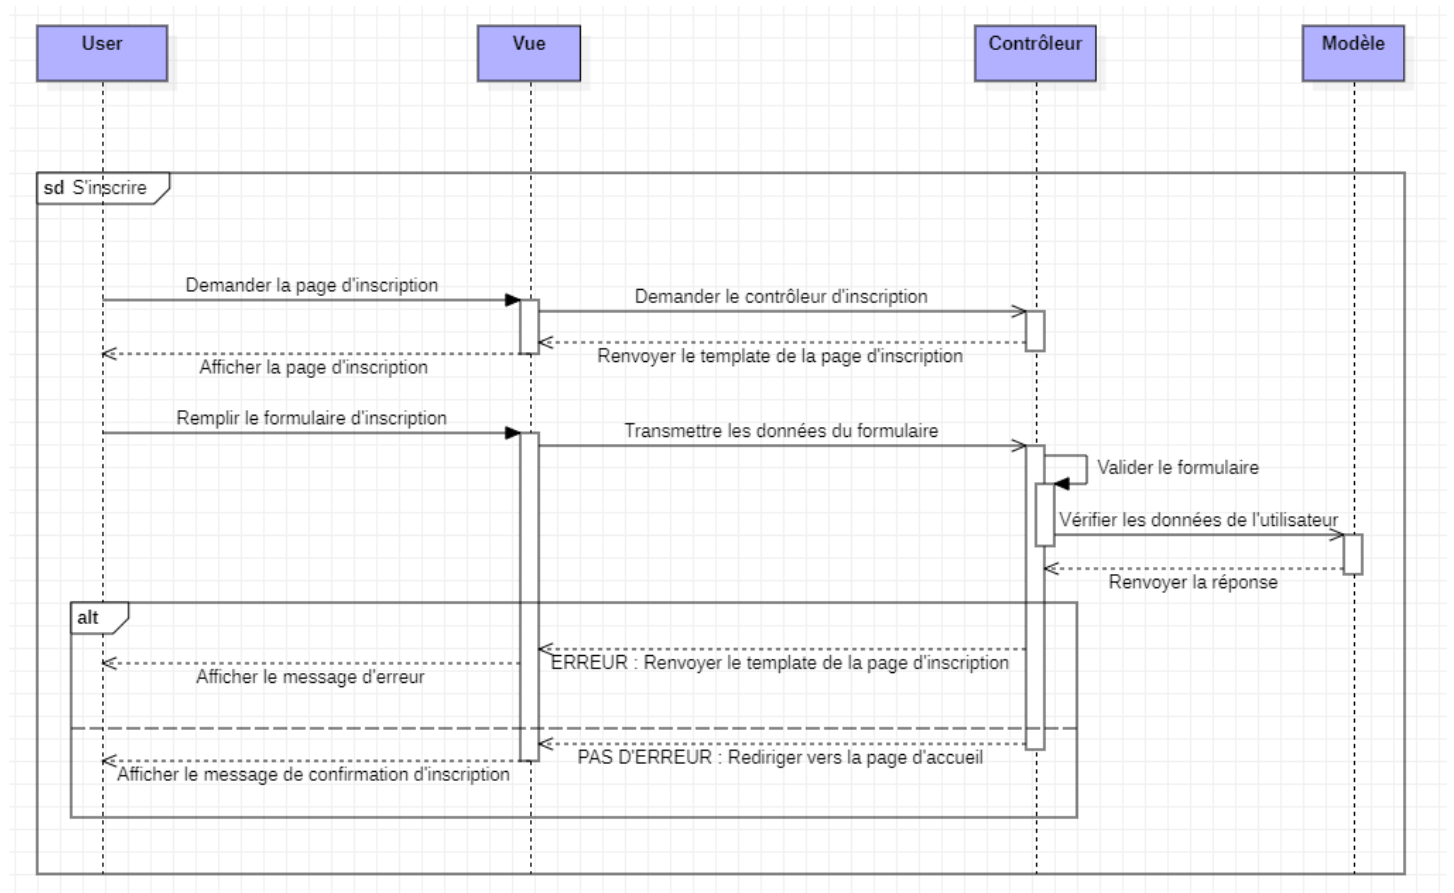 User
Vue
Contrôleur
Modèle
sd S'inscrire
Demander la page d'inscription
Demander le contrôleur d'inscription
Renvoyer le template de la page d'inscription
Afficher la page d'inscription
Remplir le formulaire d'inscription
Transmettre les données du formulaire
Valider le formulaire
Vérifier les données de l'utilisateur
Renvoyer la réponse
alt
ERREUR : Renvoyer le template de la page d'inscription
Afficher le message d'erreur
PAS D'ERREUR : Rediriger vers la page d'accueil
Afficher le message de confirmation d'inscription